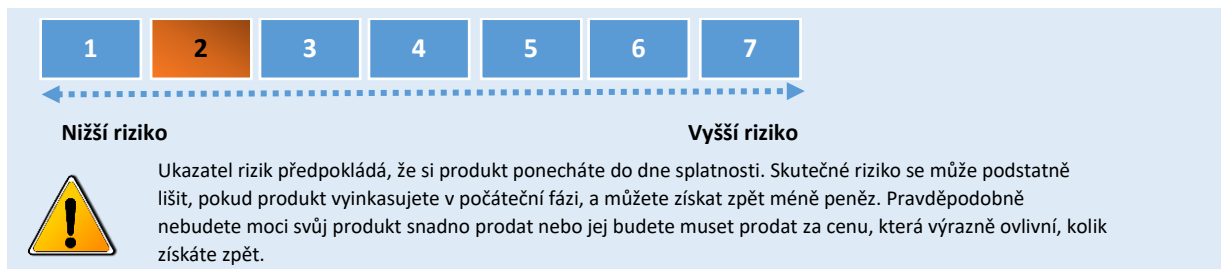 1 2 3 4 5 6 7
Nižší riziko Vyšší riziko
Ukazatel rizik předpokládá, že si produkt ponecháte do dne splatnosti. Skutečné riziko se může podstatně
lišit, pokud produkt vyinkasujete v počáteční fázi, a můžete získat zpět méně peněz. Pravděpodobně
nebudete moci svůj produkt snadno prodat nebo jej budete muset prodat za cenu, která výrazně ovlivní, kolik
získáte zpět.